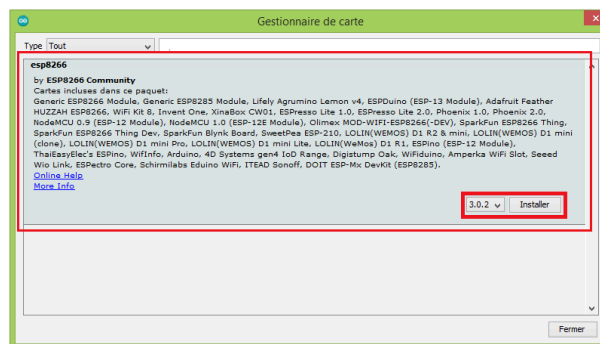 Gestionnaire de carte
Type Tout
esp8266
by ESP8266 Community
Cartes incluses dans ce paquet:
Generic ESP8266 Module, Generic ESP8285 Module, Lifely Agrumino Lemon v4, ESPDuino (ESP-13 Module), Adafruit Feather
HUZZAH ESP8266, WiFi Kit 8, Invent One, XinaBox CW01, ESPresso Lite 1.0, ESPresso Lite 2.0, Phoenix 1.0, Phoenix 2.0,
NodeMCU 0.9 (ESP-12 Module), NodeMCU 1.0 (ESP-12E Module), Olimex MOD-WIFI-ESP8266(-DEV), SparkFun ESP8266 Thing,
SparkFun ESP8266 Thing Dev, SparkFun Blynk Board, SweetPea ESP-210, LOLIN(WEMOS) D1 R2 & mini, LOLIN(WEMOS) D1 mini
(clone), LOLIN(WEMOS) D1 mini Pro, LOLIN(WEMOS) D1 mini Lite, LOLIN(WeMos) D1 R1, ESPino (ESP-12 Module),
ThaiEasyElec's ESPino, WifInfo, Arduino, 4D Systems gen4 IoD Range, Digistump Oak, WiFiduino, Amperka WiFi Slot, Seeed
Wio Link, ESPectro Core, Schirmilabs Eduino WiFi, ITEAD Sonoff, DOIT ESP-Mx DevKit (ESP8285).
Online Help
More Info
3.0.2 Installer
Fermer